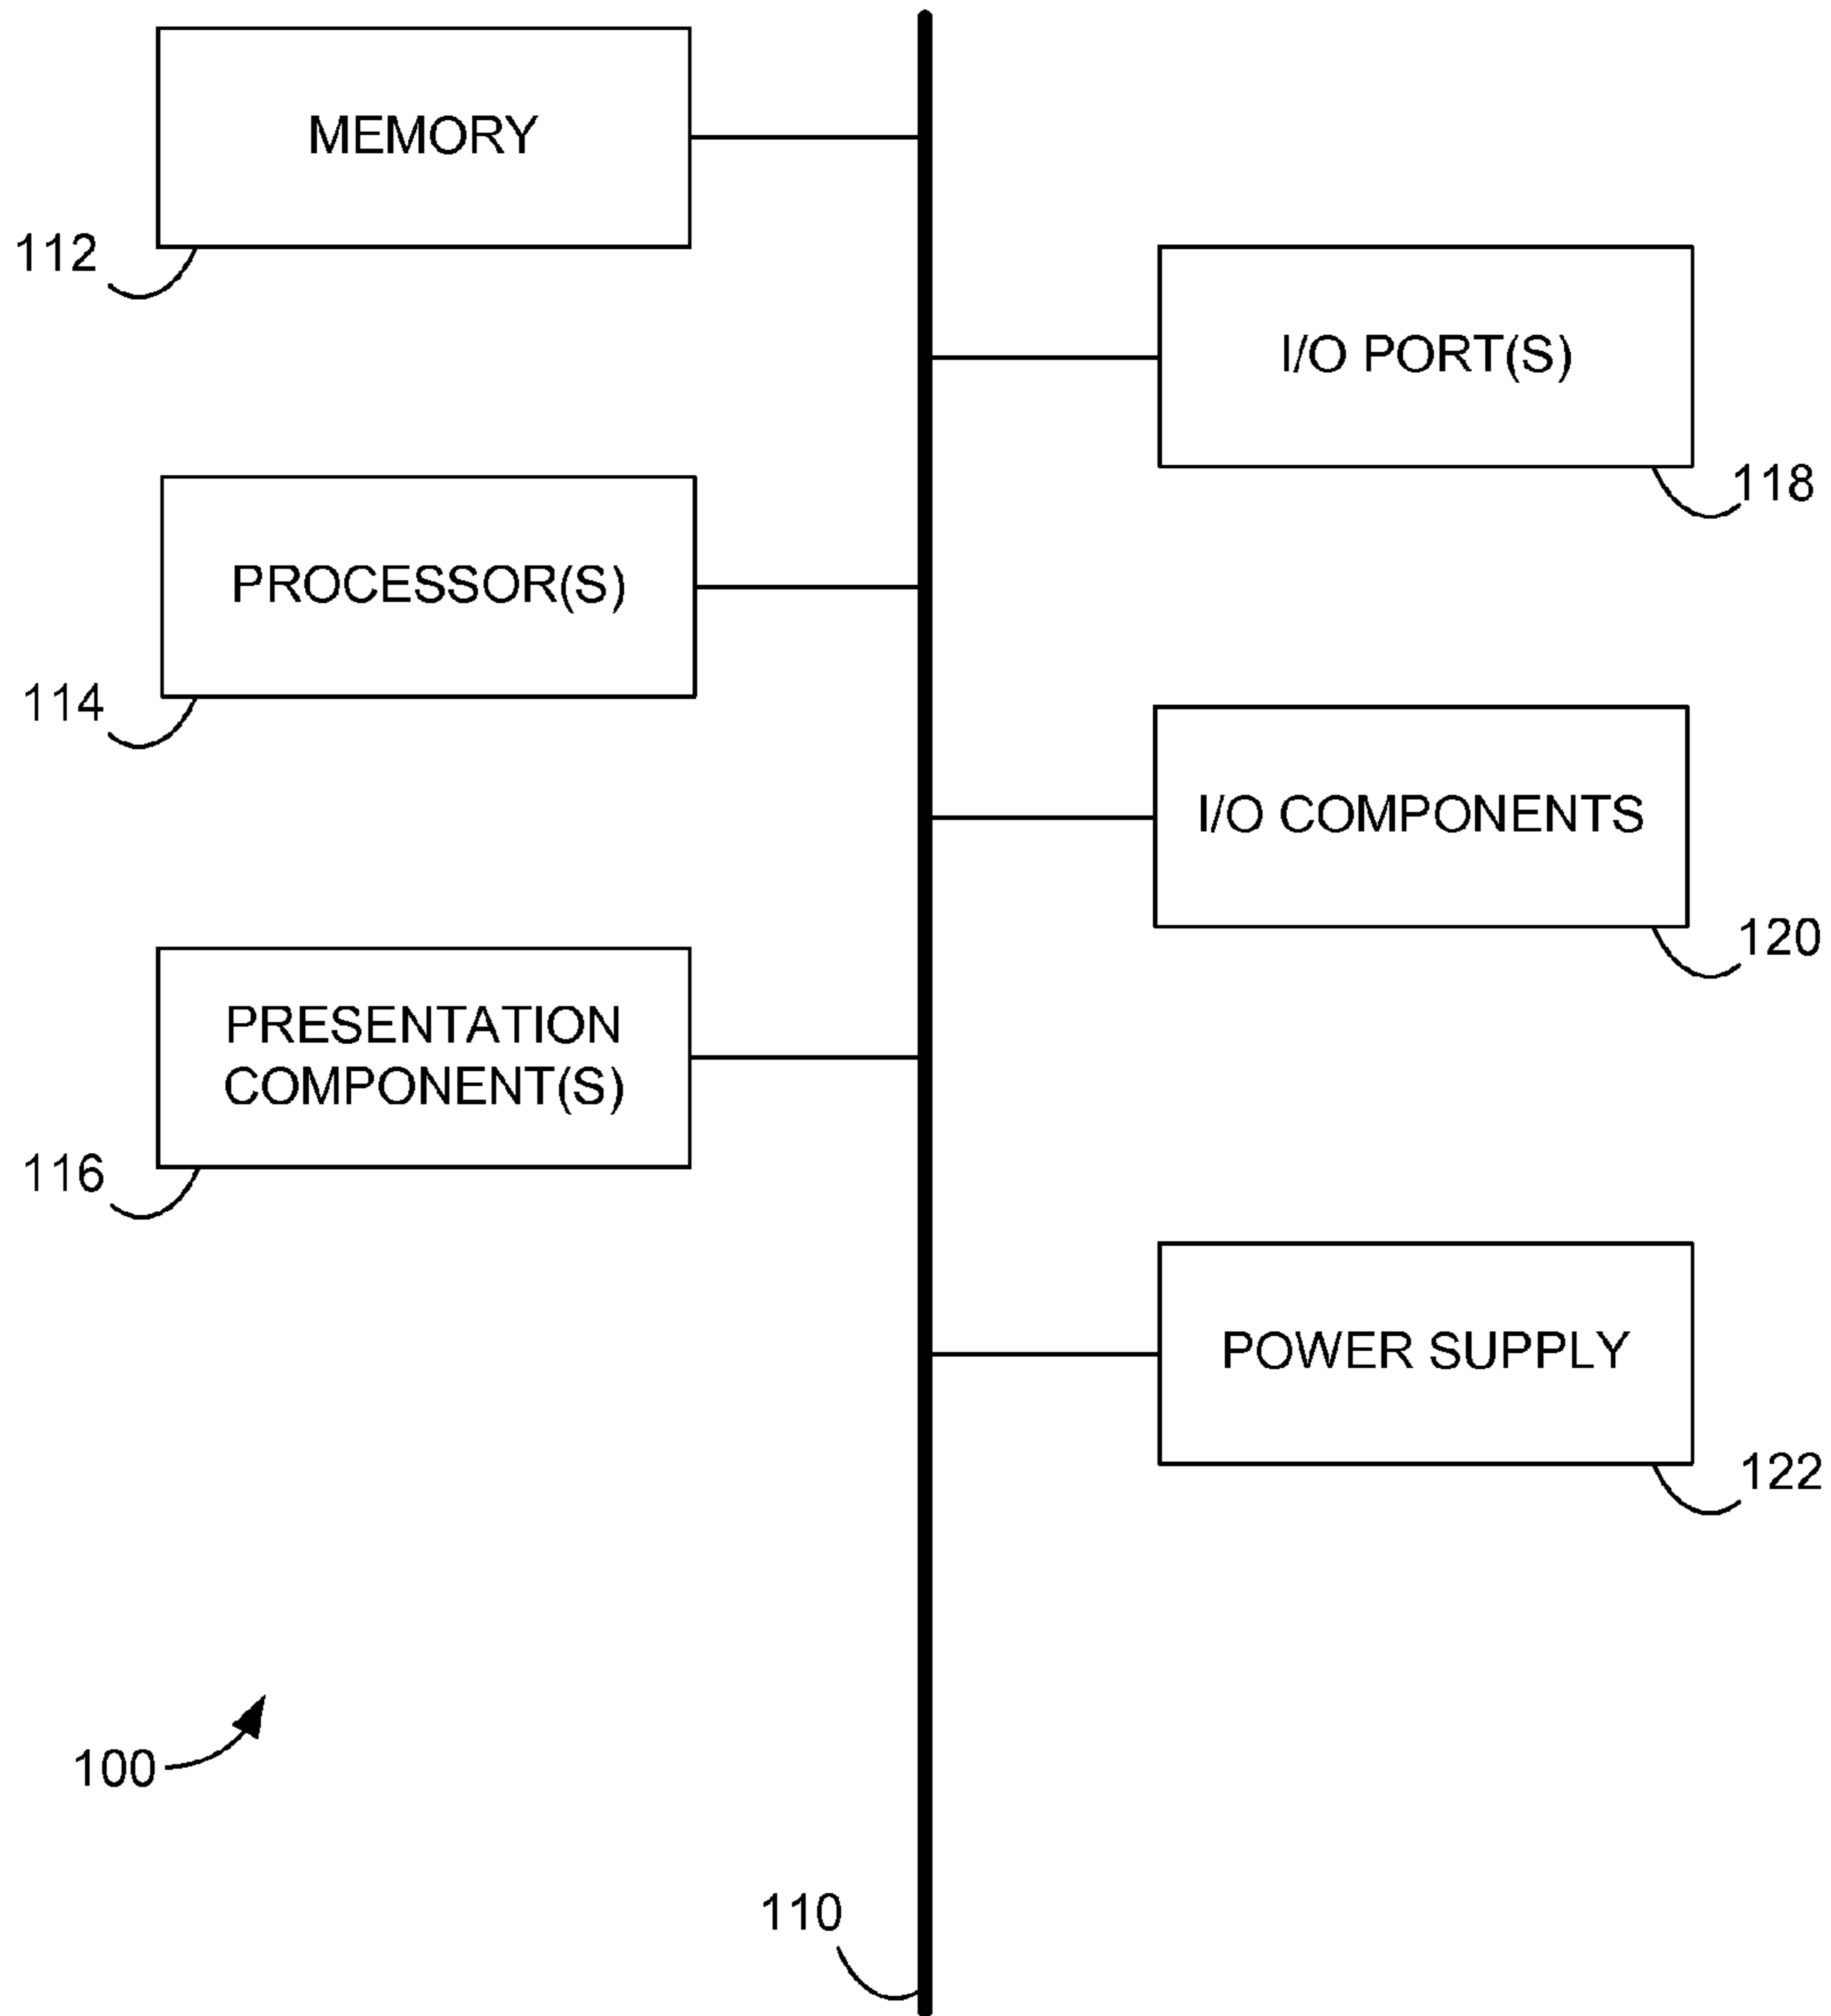 MEMORY
112
I/O PORT(S)
118
PROCESSOR(S)
114
I/O COMPONENTS
120
PRESENTATION
COMPONENT(S)
116
POWER SUPPLY
122
100
110